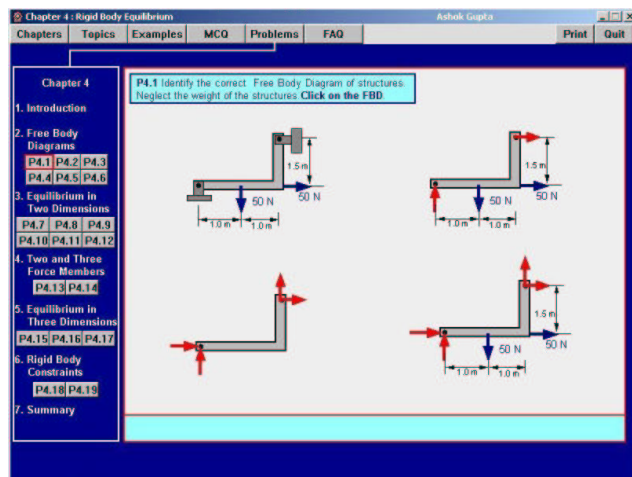 Chapter 4 : Rigid Body Equilibrium
Ashok Gupta
Chapters Topics Examples MCQ Problems FAQ Print Quit
Chapter 4
1. Introduction
2. Free Body
Diagrams
P4.1 P4.2 P4.3
P4.4 P4.5 P4.6
3. Equilibrium in
Two Dimensions
P4.7 P4.8 P4.9
P4.10 P4.11 P4.12
4. Two and Three
Force Members
P4.13 P4.14
5. Equilibrium in
Three Dimensions
P4.15 P4.16 P4.17
6. Rigid Body
Constraints
P4.18 P4.19
7. Summary
P4.1 Identify the correct Free Body Diagram of structures.
Neglect the weight of the structures Click on the FBD.
1.5 m
50 N
50 N
1.0 m 1.0 m
1.5 m
50 N
50 N
1.0 m 1.0 m
1.5 m
50 N
50 N
1.0 m 1.0 m